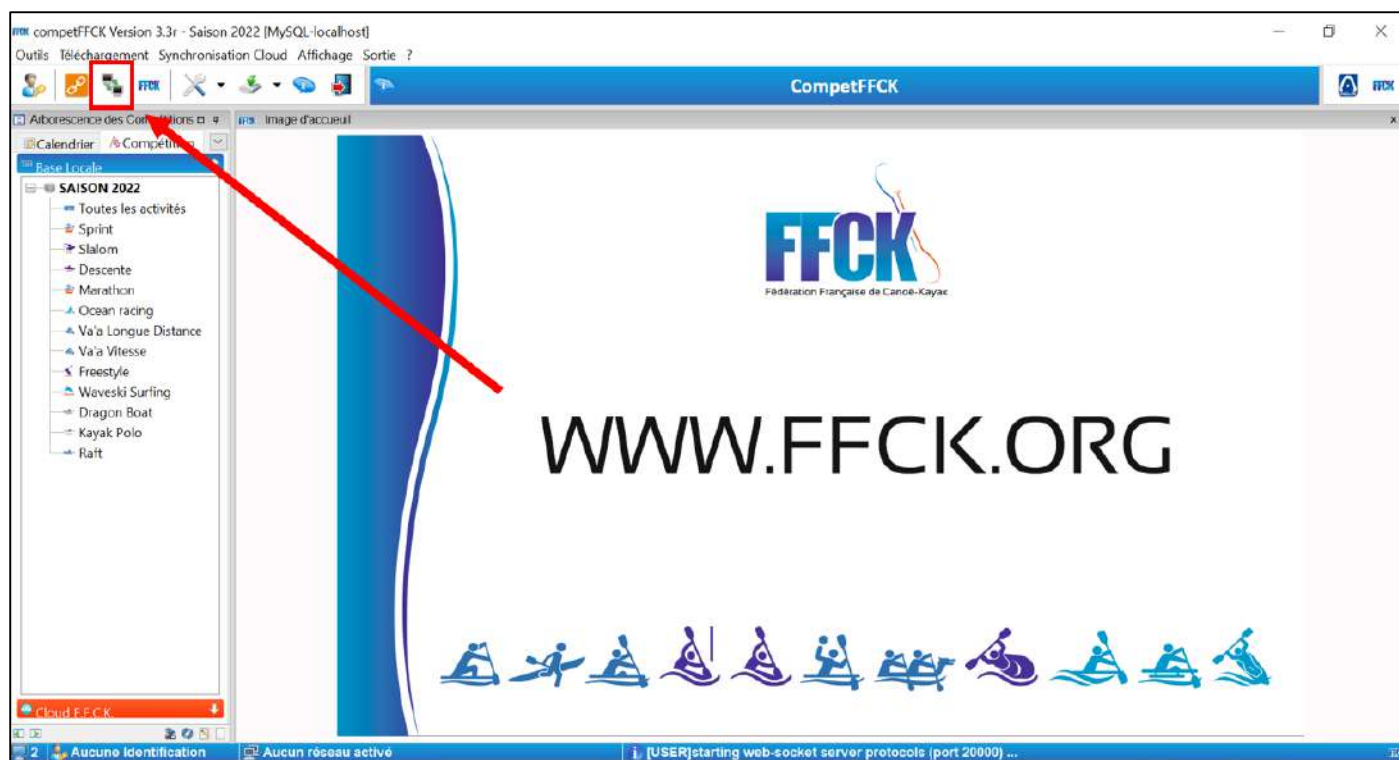 competFFCK Version 3.3r - Saison 2022 [MySQL-localhost]
Outils Téléchargement Synchronisation Cloud Affichage Sortie ?
FFCK
CompetFFCK
FFCK
Arborescence des
Image d'accueil
Calendrier
Base Locale
SAISON 2022
Toutes les activités
Sprint
Slalom
Descente
Marathon
Ocean racing
Va'a Longue Distance
Va'a Vitesse
Freestyle
Waveski Surfing
Dragon Boat
Kayak Polo
Raft
FFCK
Fédération Française de Canoë-Kayak
WWW.FFCK.ORG
Cloud F.F.C.K.
2 Aucune Identification Aucun réseau activé [USER]starting web-socket server protocols (port 20000) ...